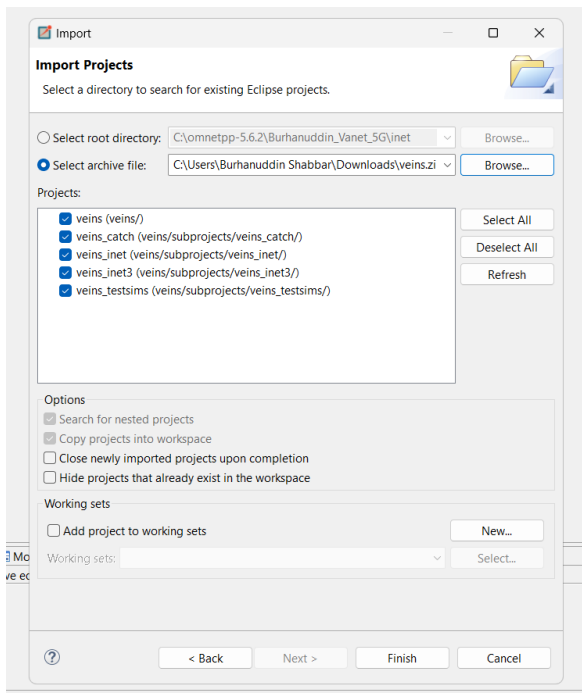 Import
Import Projects
Select a directory to search for existing Eclipse projects.
Select root directory: C:\omnetpp-5.6.2\Burhanuddin_Vanet_5G\inet Browse...
Select archive file: C:\Users\Burhanuddin Shabbar\Downloads\veins.zi Browse...
Projects:
veins (veins/)
veins_catch (veins/subprojects/veins_catch/)
veins_inet (veins/subprojects/veins_inet/)
veins_inet3 (veins/subprojects/veins_inet3/)
veins_testsims (veins/subprojects/veins_testsims/)
Select All
Deselect All
Refresh
Options
Search for nested projects
Copy projects into workspace
Close newly imported projects upon completion
Hide projects that already exist in the workspace
Working sets
Add project to working sets New...
Mo
Working sets: Select...
ve ec
? < Back Next > Finish Cancel